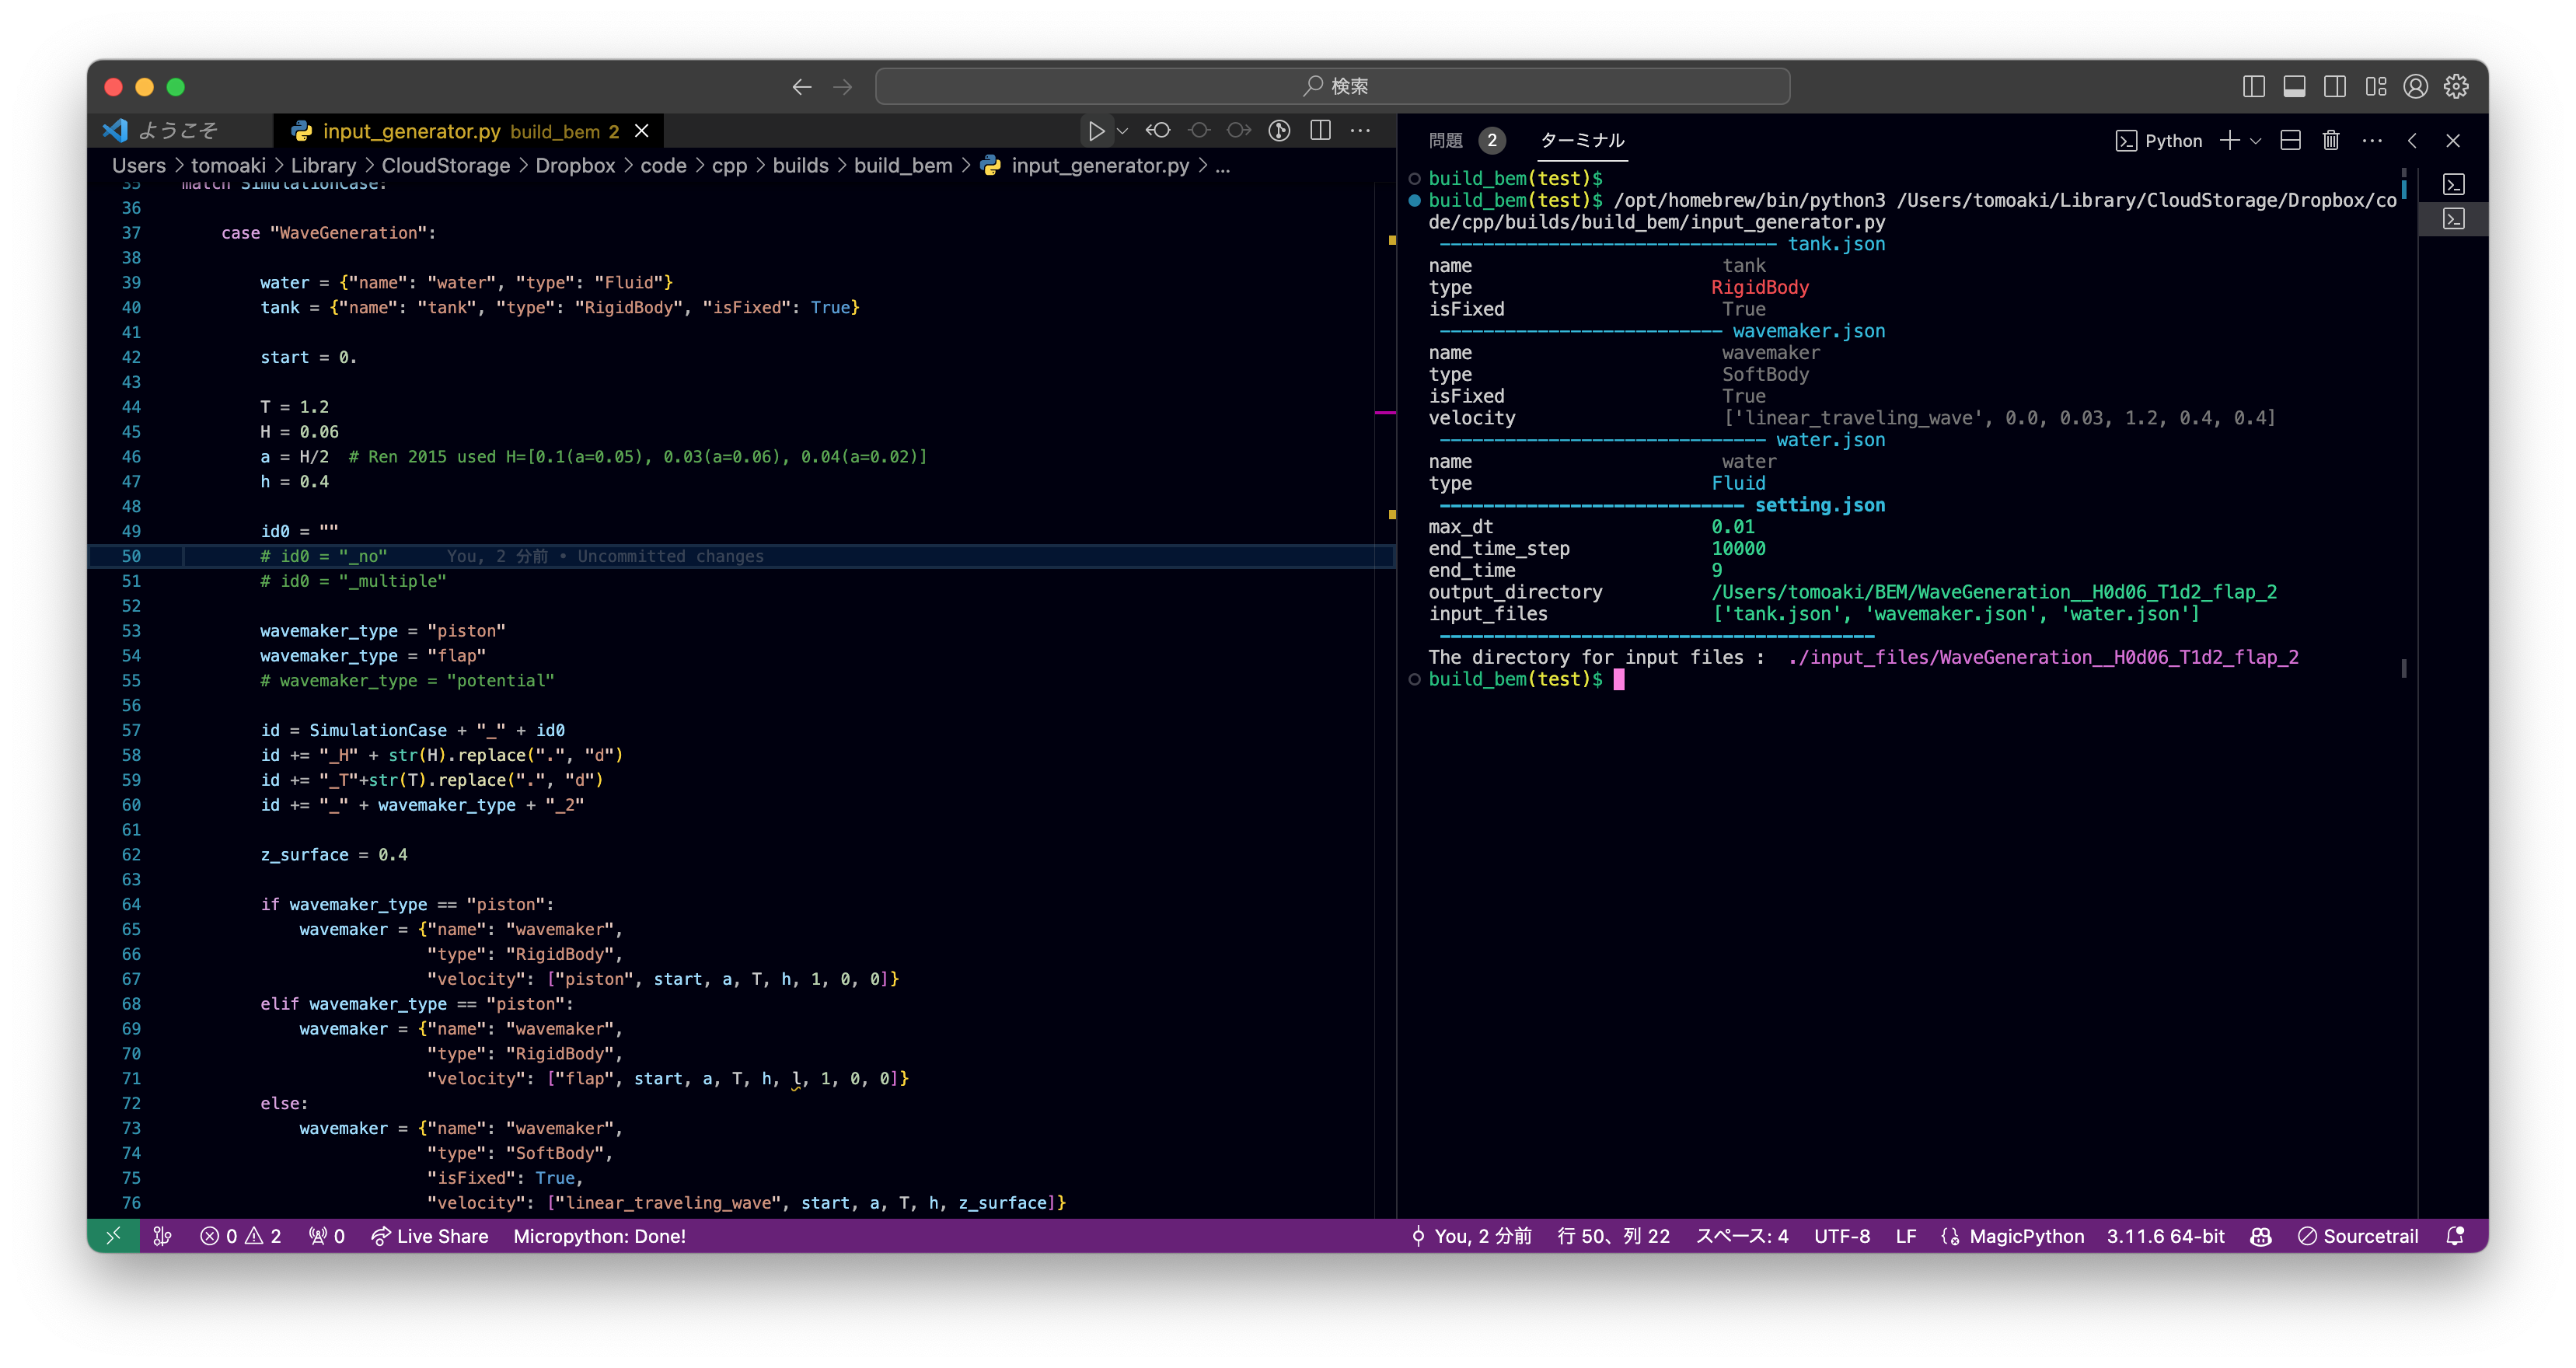 検索
ようこそ
input_generator.py build_bem 2
Users > tomoaki > Library > CloudStorage > Dropbox > code > cpp > builds > build_bem > input_generator.py > ...
35 match SimulationCase:
36
37 case "WaveGeneration":
38
39 water = {"name": "water", "type": "Fluid"}
40 tank = {"name": "tank", "type": "RigidBody", "isFixed": True}
41
42 start = 0.
43
44 T = 1.2
45 H = 0.06
46 a = H/2  # Ren 2015 used H=[0.1(a=0.05), 0.03(a=0.06), 0.04(a=0.02)]
47 h = 0.4
48
49 id0 = ""
50 # id0 = "_no" You, 2 分前 • Uncommitted changes
51 # id0 = "_multiple"
52
53 wavemaker_type = "piston"
54 wavemaker_type = "flap"
55 # wavemaker_type = "potential"
56
57 id = SimulationCase + "_" + id0
58 id += "_H" + str(H).replace(".", "d")
59 id += "_T"+str(T).replace(".", "d")
60 id += "_" + wavemaker_type + "_2"
61
62 z_surface = 0.4
63
64 if wavemaker_type == "piston":
65 wavemaker = {"name": "wavemaker",
66 "type": "RigidBody",
67 "velocity": ["piston", start, a, T, h, 1, 0, 0]}
68 elif wavemaker_type == "piston":
69 wavemaker = {"name": "wavemaker",
70 "type": "RigidBody",
71 "velocity": ["flap", start, a, T, h, l, 1, 0, 0]}
72 else:
73 wavemaker = {"name": "wavemaker",
74 "type": "SoftBody",
75 "isFixed": True,
76 "velocity": ["linear_traveling_wave", start, a, T, h, z_surface]}
問題 2 ターミナル Python
build_bem(test)$
build_bem(test)$ /opt/homebrew/bin/python3 /Users/tomoaki/Library/CloudStorage/Dropbox/co
de/cpp/builds/build_bem/input_generator.py
------------------------------- tank.json
name tank
type RigidBody
isFixed True
-------------------------- wavemaker.json
name wavemaker
type SoftBody
isFixed True
velocity ['linear_traveling_wave', 0.0, 0.03, 1.2, 0.4, 0.4]
------------------------------ water.json
name water
type Fluid
---------------------------- setting.json
max_dt 0.01
end_time_step 10000
end_time 9
output_directory /Users/tomoaki/BEM/WaveGeneration__H0d06_T1d2_flap_2
input_files ['tank.json', 'wavemaker.json', 'water.json']
----------------------------------------
The directory for input files :  ./input_files/WaveGeneration__H0d06_T1d2_flap_2
build_bem(test)$
0 2 0 Live Share Micropython: Done! You, 2 分前 行 50、列 22 スペース: 4 UTF-8 LF MagicPython 3.11.6 64-bit Sourcetrail